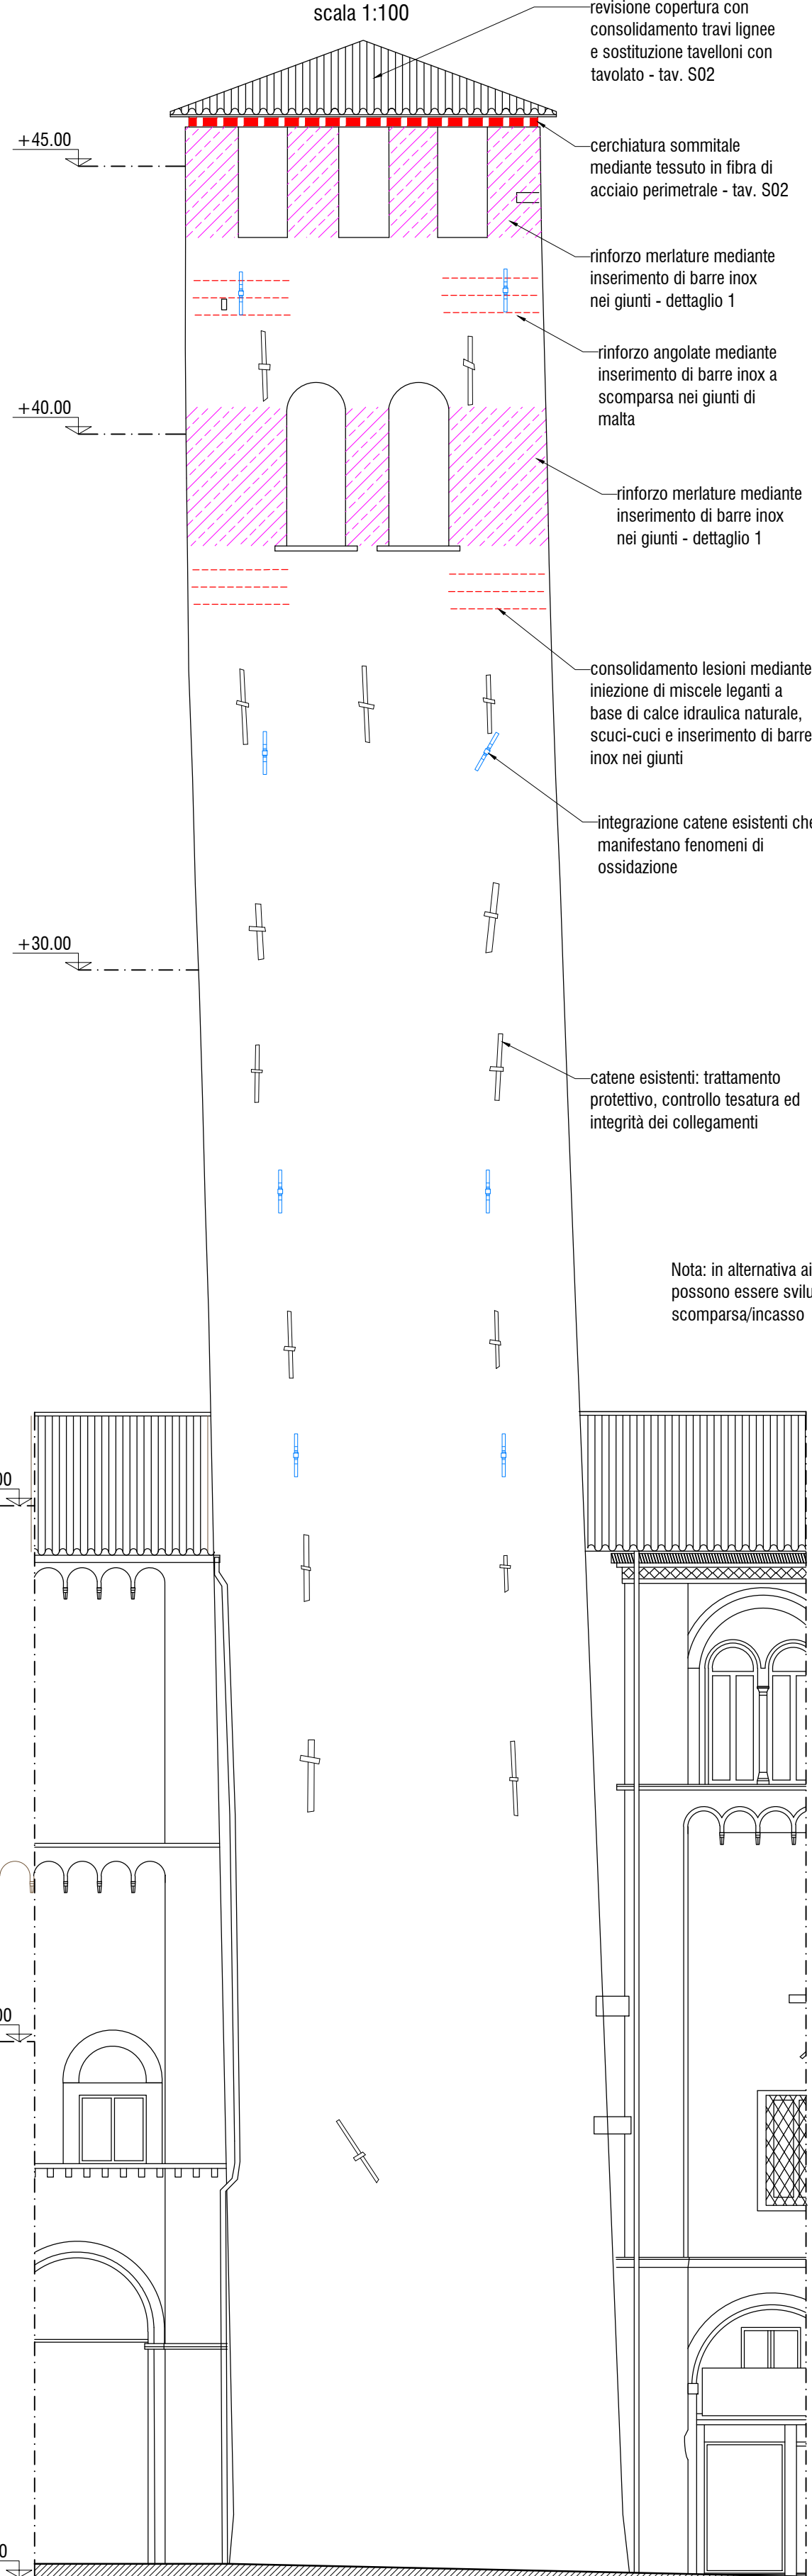 scala 1:100
revisione copertura con
consolidamento travi lignee
e sostituzione tavelloni con
tavolato - tav. S02
+45.00
cerchiatura sommitale
mediante tessuto in fibra di
acciaio perimetrale - tav. S02
rinforzo merlature mediante
inserimento di barre inox
nei giunti - dettaglio 1
rinforzo angolate mediante
inserimento di barre inox a
scomparsa nei giunti di
malta
+40.00
rinforzo merlature mediante
inserimento di barre inox
nei giunti - dettaglio 1
consolidamento lesioni mediante
iniezione di miscele leganti a
base di calce idraulica naturale,
scuci-cuci e inserimento di barre
inox nei giunti
integrazione catene esistenti che
manifestano fenomeni di
ossidazione
+30.00
catene esistenti: trattamento
protettivo, controllo tesatura ed
integrità dei collegamenti
Nota: in alternativa ai
possono essere
scomparsa/incasso